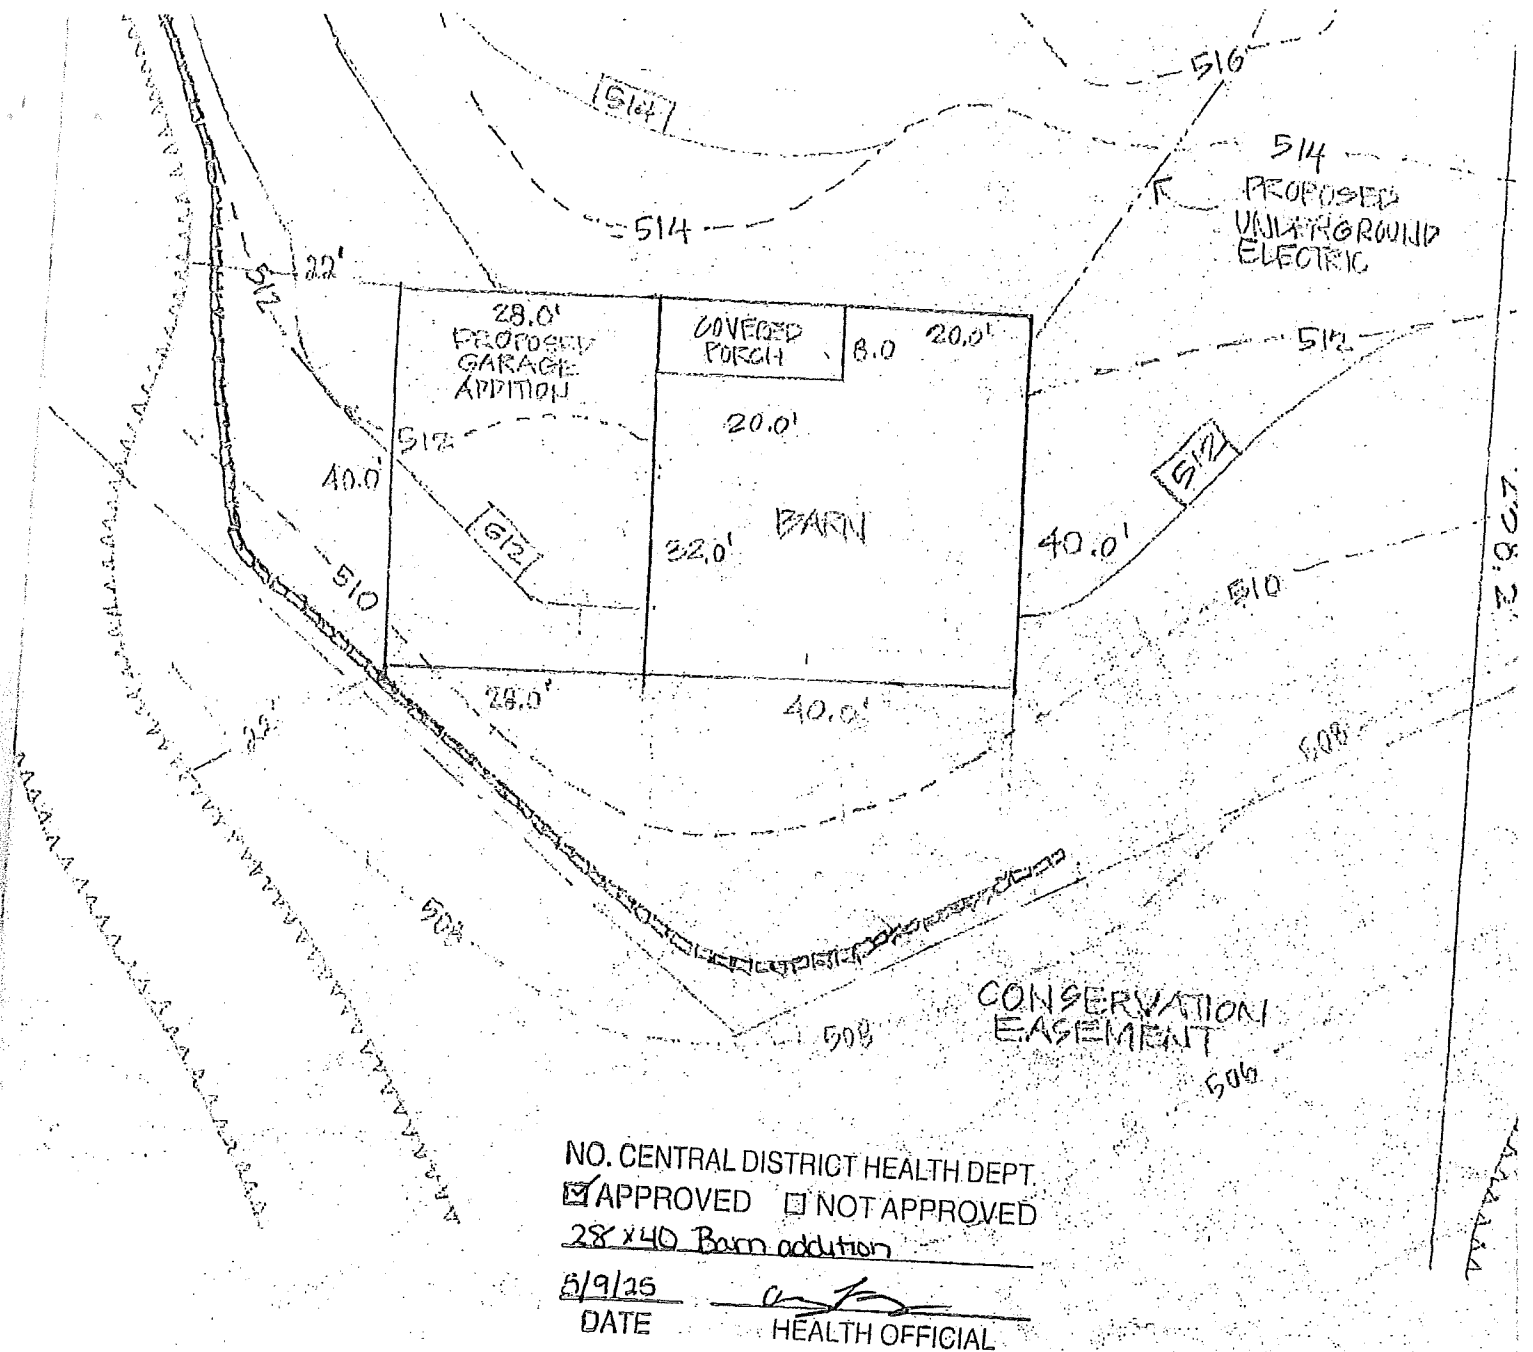 516
514
514
PROPOSED
UNDERGROUND
ELECTRIC
514
22'
512
28.0'
PROPOSED
GARAGE
ADDITION
COVERED
PORCH
8.0
20.0'
512
20.0'
512
512
40.0'
512
32.0'
BARN
40.0'
208.2'
510
510
28.0'
40.0'
22'
508
508
508
CONSERVATION
EASEMENT
506
NO. CENTRAL DISTRICT HEALTH DEPT.
APPROVED NOT APPROVED
28 x 40 Barn addition
5/9/25
DATE HEALTH OFFICIAL